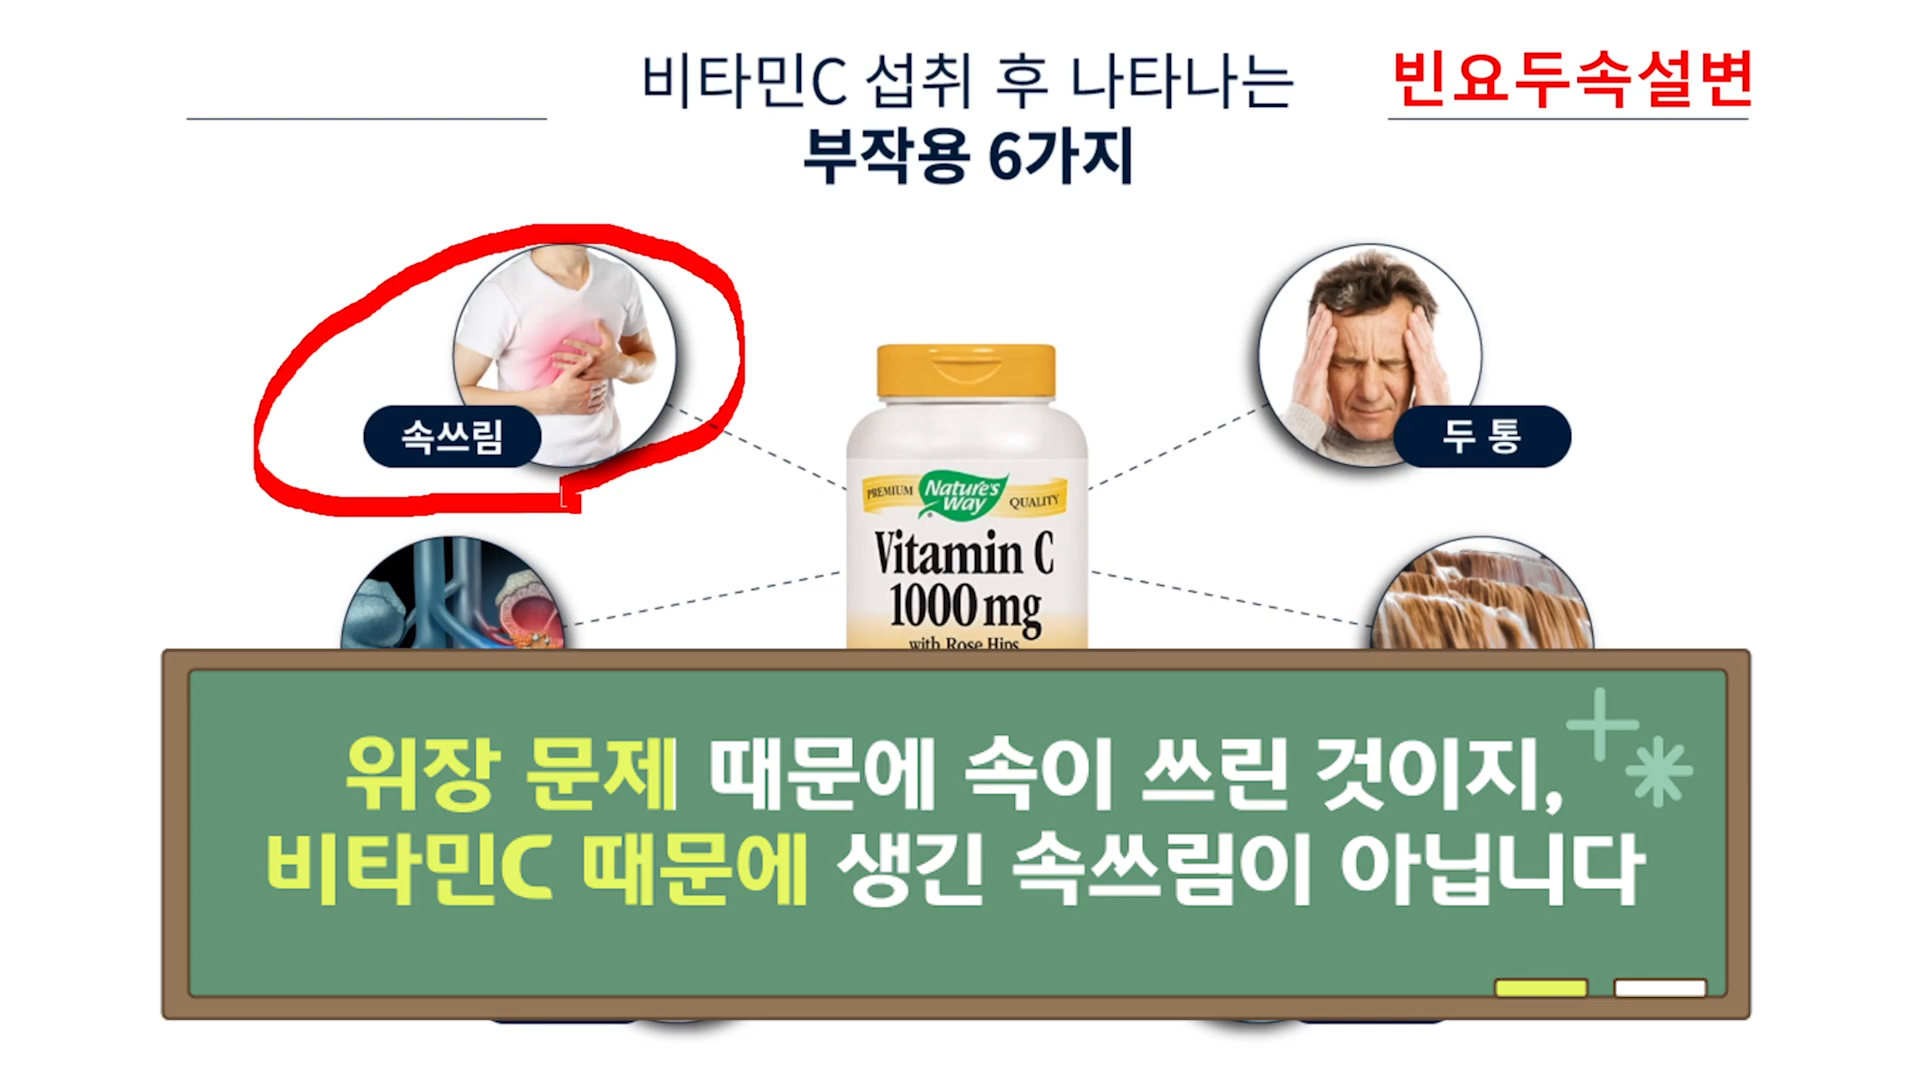 비타민C 섭취 후 나타나는
부작용 6가지
빈요두속설변
속쓰림
두 통
PREMIUM Nature's Way QUALITY
Vitamin C
1000 mg
with Rose Hips
위장 문제 때문에 속이 쓰린 것이지,
비타민C 때문에 생긴 속쓰림이 아닙니다